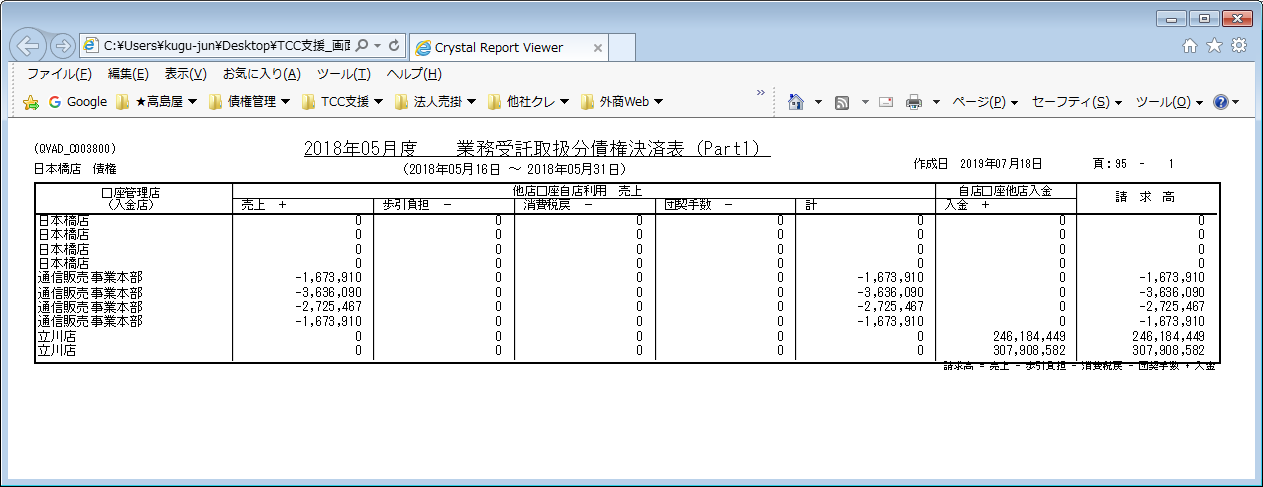 C:¥Users¥kugu-jun¥Desktop¥TCC支援_画面 Crystal Report Viewer
ファイル(F) 編集(E) 表示(V) お気に入り(A) ツール(T) ヘルプ(H)
Google ★高島屋 債権管理 TCC支援 法人売掛 他社クレ 外商Web » ページ(P) セーフティ(S) ツール(O)
(QVAD_C003800) 2018年05月度 業務受託取扱分債権決済表 (Part1)
日本橋店 債権 (2018年05月16日 ～ 2018年05月31日) 作成日 2019年07月18日 頁:95 - 1
口座管理店 他店口座自店利用 売上 自店口座他店入金 請 求 高
(入金店) 売上 + 歩引負担 - 消費税戻 - 団契手数 - 計 入金 +
日本橋店 0 0 0 0 0 0 0
日本橋店 0 0 0 0 0 0 0
日本橋店 0 0 0 0 0 0 0
日本橋店 0 0 0 0 0 0 0
通信販売事業本部 -1,673,910 0 0 0 -1,673,910 0 -1,673,910
通信販売事業本部 -3,636,090 0 0 0 -3,636,090 0 -3,636,090
通信販売事業本部 -2,725,467 0 0 0 -2,725,467 0 -2,725,467
通信販売事業本部 -1,673,910 0 0 0 -1,673,910 0 -1,673,910
立川店 0 0 0 0 0 246,184,449 246,184,449
立川店 0 0 0 0 0 307,908,582 307,908,582
請求高 = 売上 - 歩引負担 - 消費税戻 - 団契手数 + 入金